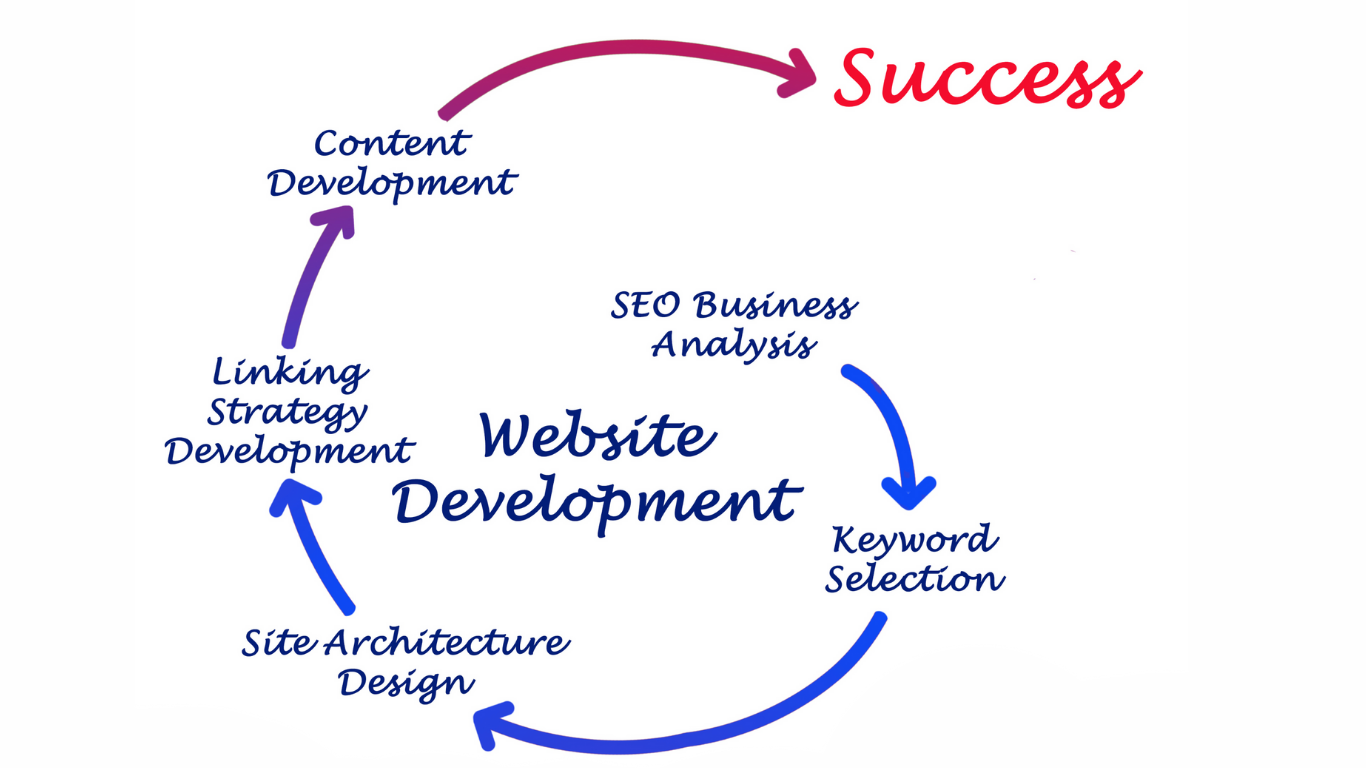 Success
Content
Development
SEO Business
Analysis
Linking
Strategy
Development
Website
Development
Keyword
Selection
Site Architecture
Design